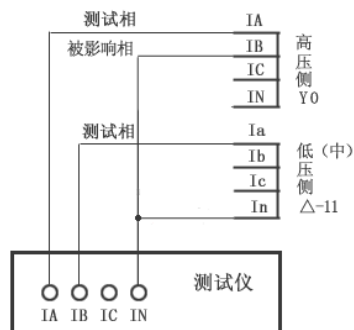 测试相 IA
被影响相 IB
IC
IN
高
压
侧
Y0
测试相 Ia
Ib
Ic
In
低（中）
压
侧
△-11
测试仪
IA IB IC IN